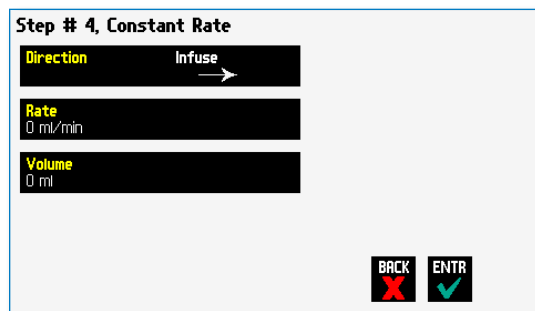 Step # 4, Constant Rate
Direction Infuse
Rate
0 ml/min
Volume
0 ml
BACK ENTR